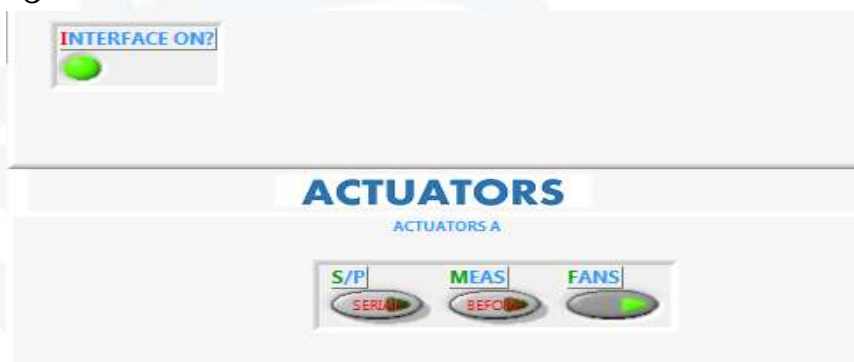 INTERFACE ON?
ACTUATORS
ACTUATORS A
S/P MEAS FANS